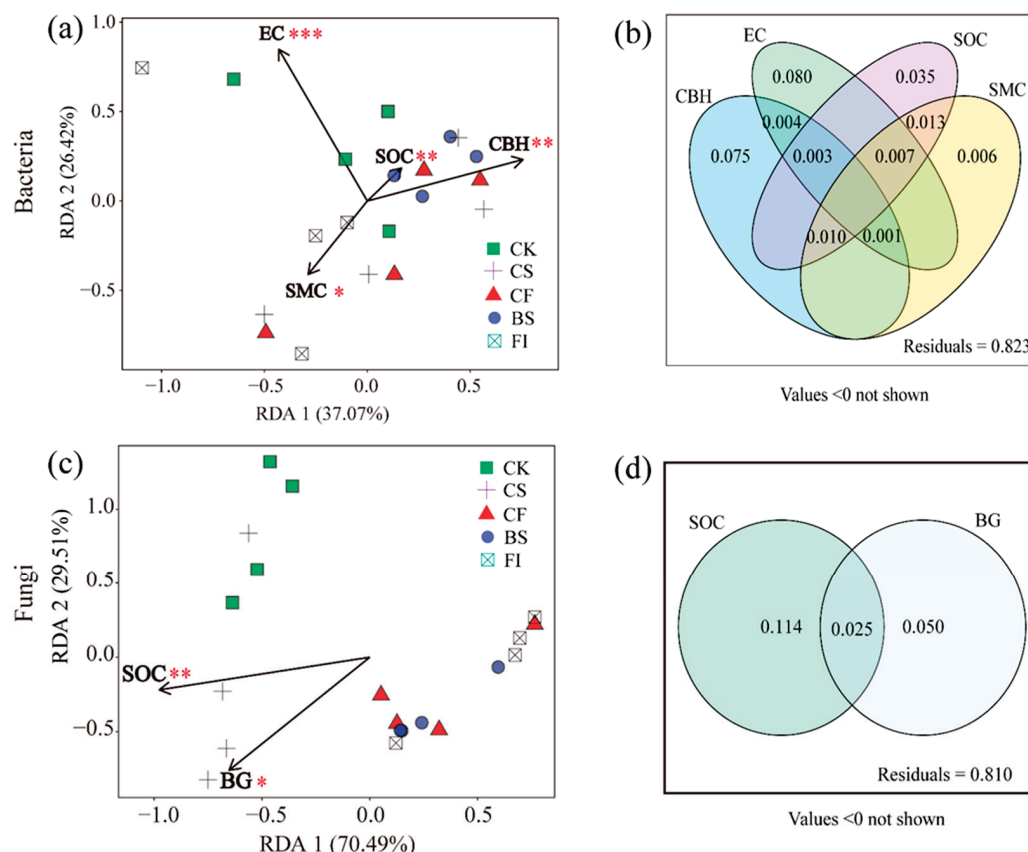 (a)
Bacteria
RDA 2 (26.42%)
1.0
0.5
0.0
−0.5
EC ***
SOC **
CBH **
SMC *
CK
CS
CF
BS
FI
−1.0
−0.5
0.0
0.5
RDA 1 (37.07%)
(b)
EC
SOC
CBH
SMC
0.080
0.035
0.004
0.013
0.075
0.003
0.007
0.006
0.010
0.001
Residuals = 0.823
Values <0 not shown
(c)
Fungi
RDA 2 (29.51%)
1.0
0.5
0.0
−0.5
CK
CS
CF
BS
FI
SOC **
BG *
−1.0
−0.5
0.0
0.5
RDA 1 (70.49%)
(d)
SOC
BG
0.114
0.025
0.050
Residuals = 0.810
Values <0 not shown